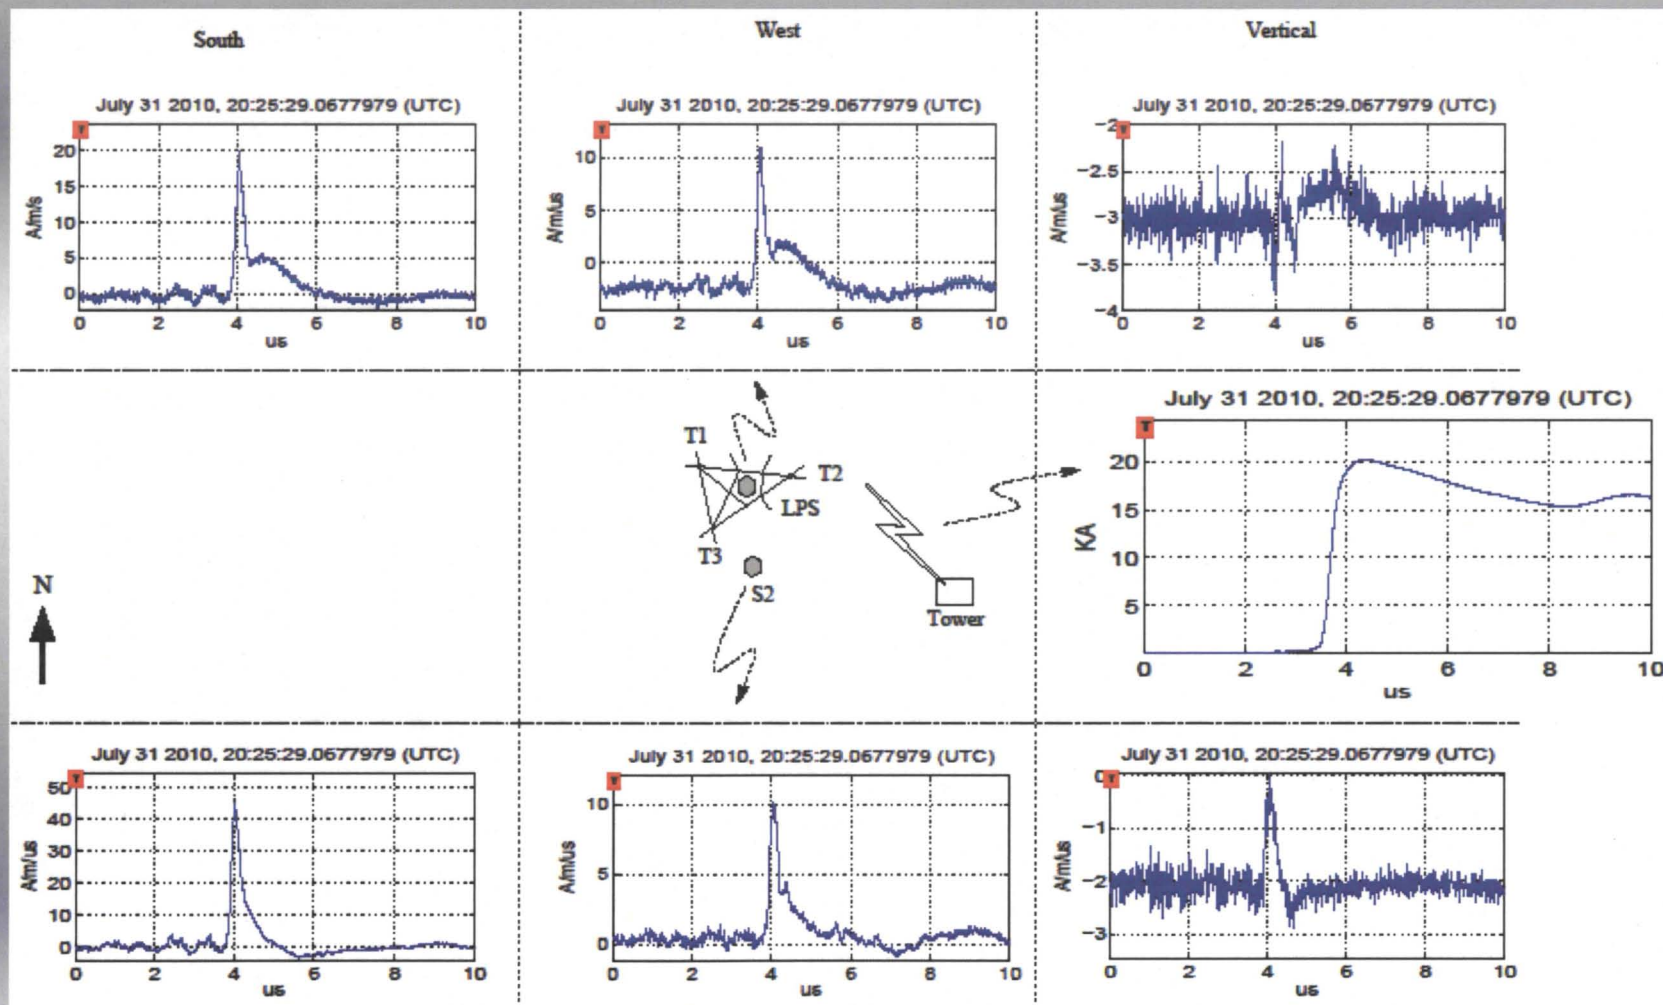 South
West
Vertical
July 31 2010, 20:25:29.0677979 (UTC)
T
20
15
10
5
0
A/m/s
0 2 4 6 8 10
us
July 31 2010, 20:25:29.0677979 (UTC)
T
10
5
0
A/m/us
0 2 4 6 8 10
us
July 31 2010, 20:25:29.0677979 (UTC)
T
−2
−2.5
−3
−3.5
−4
A/m/us
0 2 4 6 8 10
us
N
T1
T2
LPS
T3
S2
Tower
July 31 2010, 20:25:29.0677979 (UTC)
T
20
15
10
5
KA
0 2 4 6 8 10
us
July 31 2010, 20:25:29.0677979 (UTC)
T
50
40
30
20
10
0
A/m/us
0 2 4 6 8 10
us
July 31 2010, 20:25:29.0677979 (UTC)
T
10
5
0
A/m/us
0 2 4 6 8 10
us
July 31 2010, 20:25:29.0677979 (UTC)
T
0
−1
−2
−3
A/m/us
0 2 4 6 8 10
us